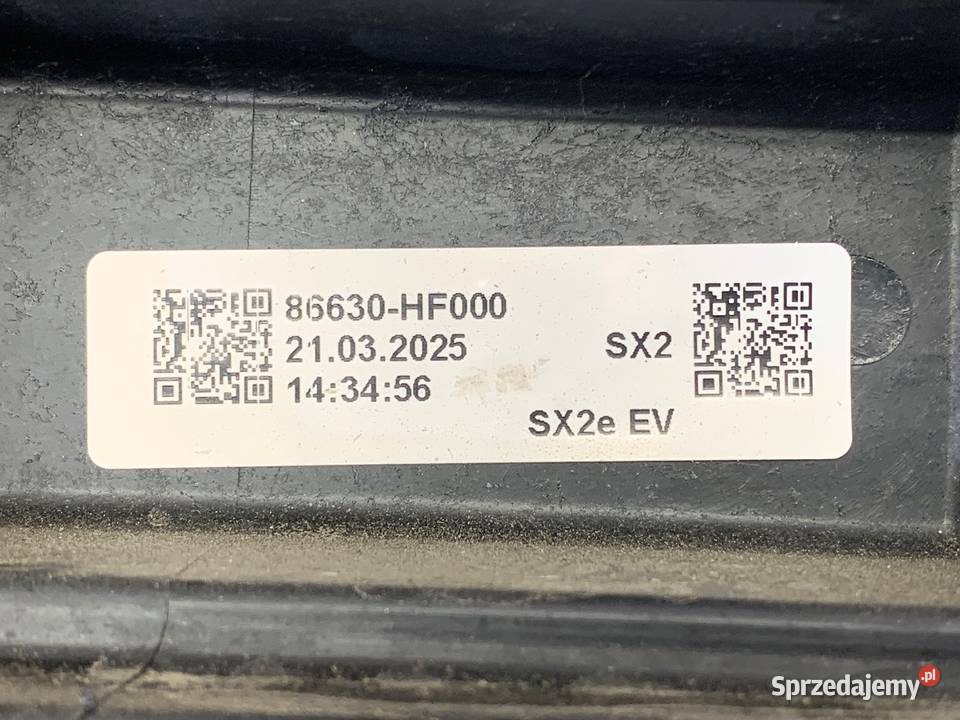 86630-HF000
21.03.2025
SX2
14:34:56
SX2e EV
Sprzedajemy.pl